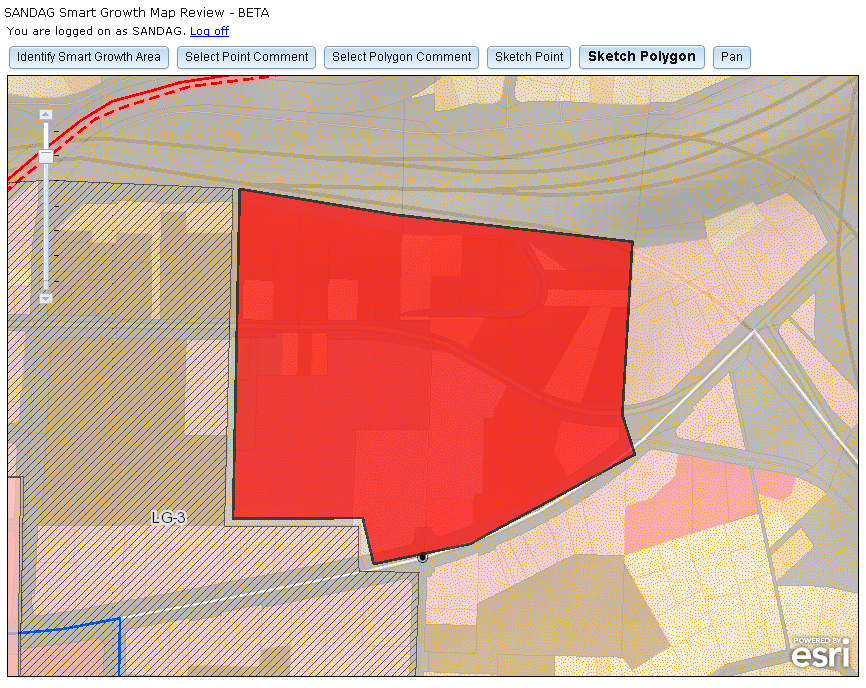 SANDAG Smart Growth Map Review - BETA
You are logged on as SANDAG. Log off
Identify Smart Growth Area Select Point Comment Select Polygon Comment Sketch Point Sketch Polygon Pan
LG-3
POWERED BY
esri